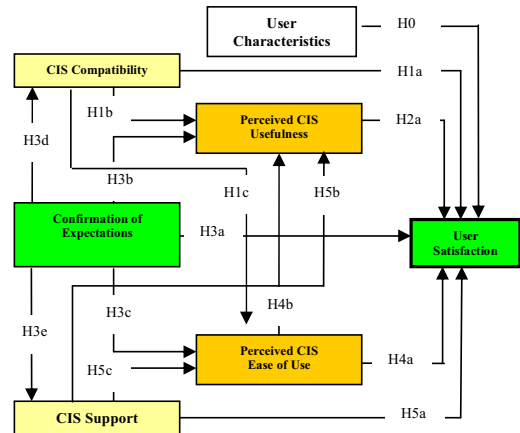 User
Characteristics
H0
CIS Compatibility
H1a
H1b
Perceived CIS
Usefulness
H2a
H3d
H3b
H1c
H5b
Confirmation of
Expectations
H3a
User
Satisfaction
H3c
H4b
H3e
Perceived CIS
Ease of Use
H4a
H5c
CIS Support
H5a